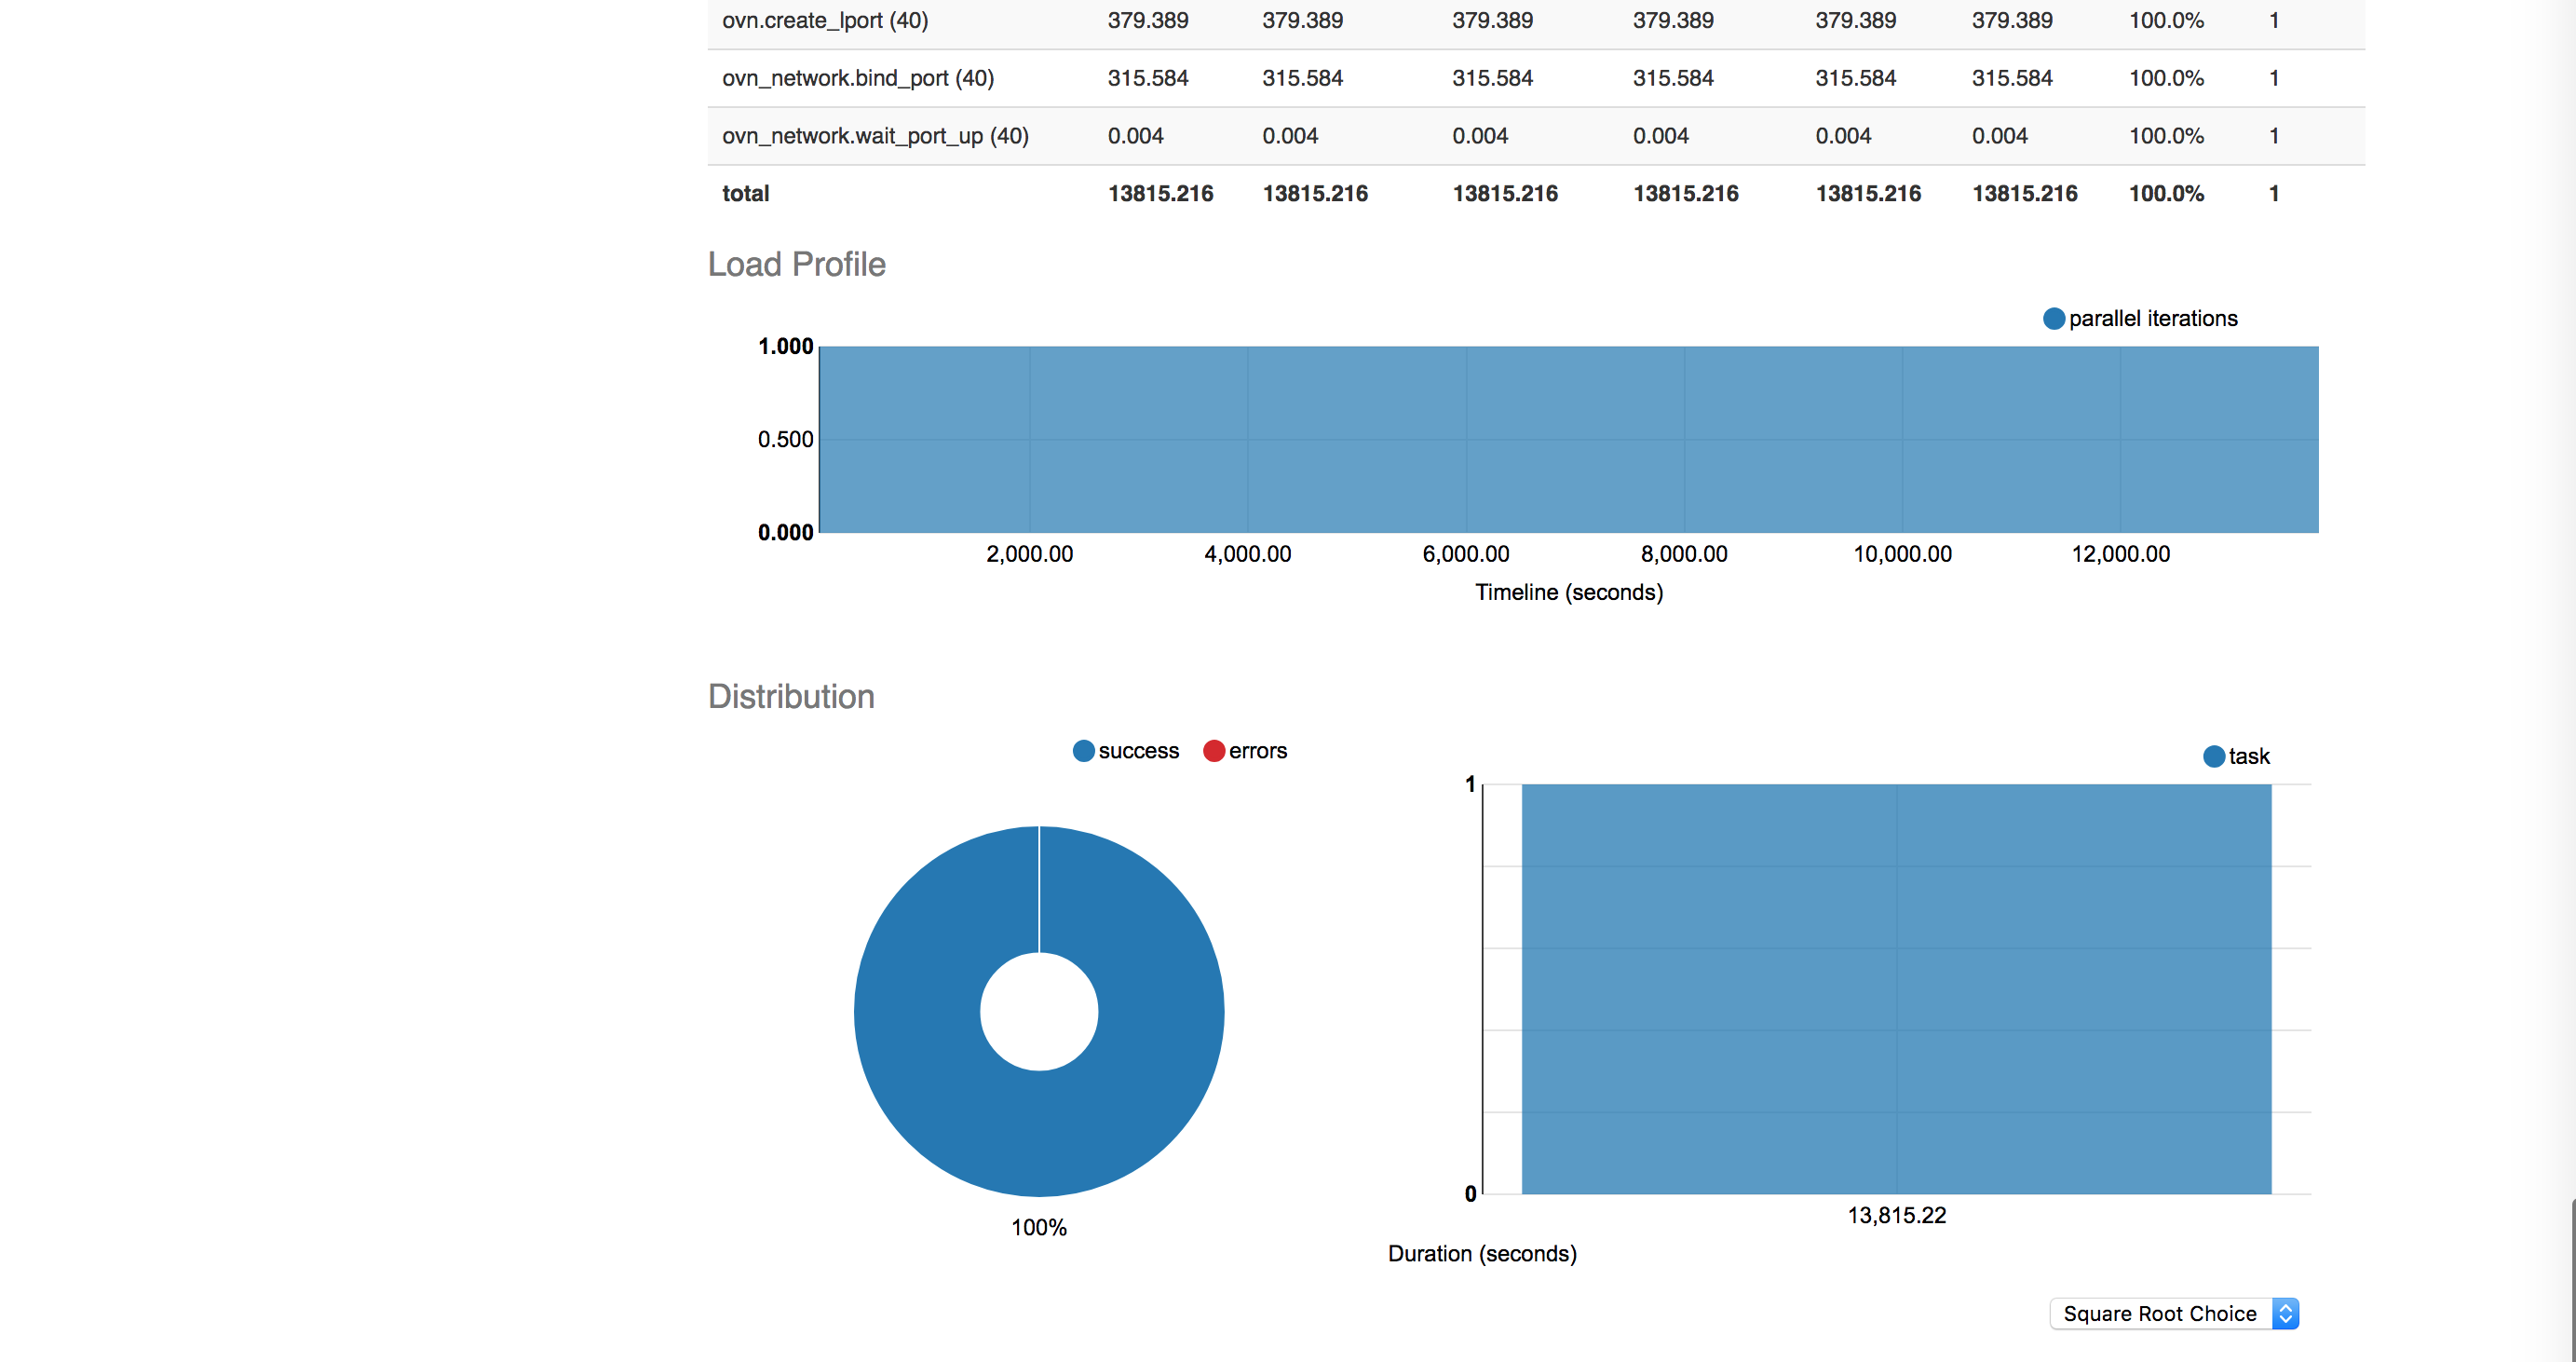 ovn.create_lport (40) 379.389 379.389 379.389 379.389 379.389 379.389 100.0% 1
ovn_network.bind_port (40) 315.584 315.584 315.584 315.584 315.584 315.584 100.0% 1
ovn_network.wait_port_up (40) 0.004 0.004 0.004 0.004 0.004 0.004 100.0% 1
total 13815.216 13815.216 13815.216 13815.216 13815.216 13815.216 100.0% 1
Load Profile
parallel iterations
1.000
0.500
0.000
2,000.00 4,000.00 6,000.00 8,000.00 10,000.00 12,000.00
Timeline (seconds)
Distribution
success errors
100%
task
1
0
13,815.22
Duration (seconds)
Square Root Choice